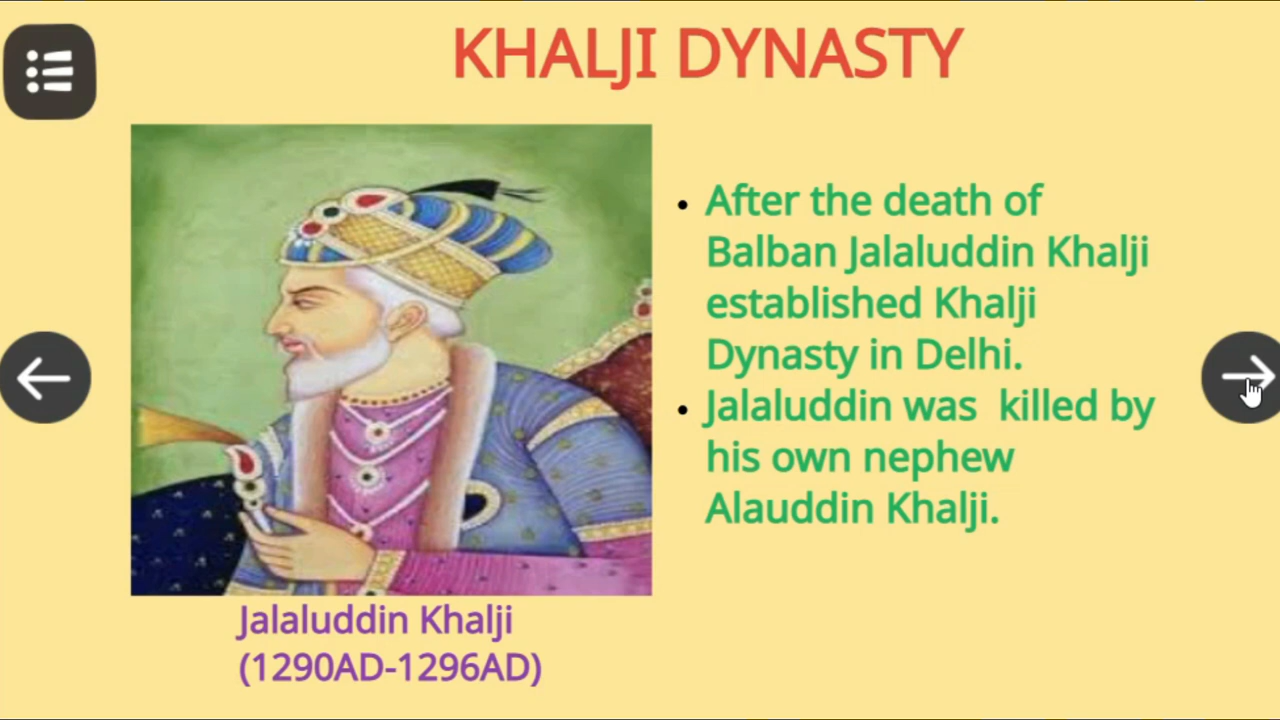 KHALJI DYNASTY
• After the death of
Balban Jalaluddin Khalji
established Khalji
Dynasty in Delhi.
• Jalaluddin was  killed by
his own nephew
Alauddin Khalji.
Jalaluddin Khalji
(1290AD-1296AD)